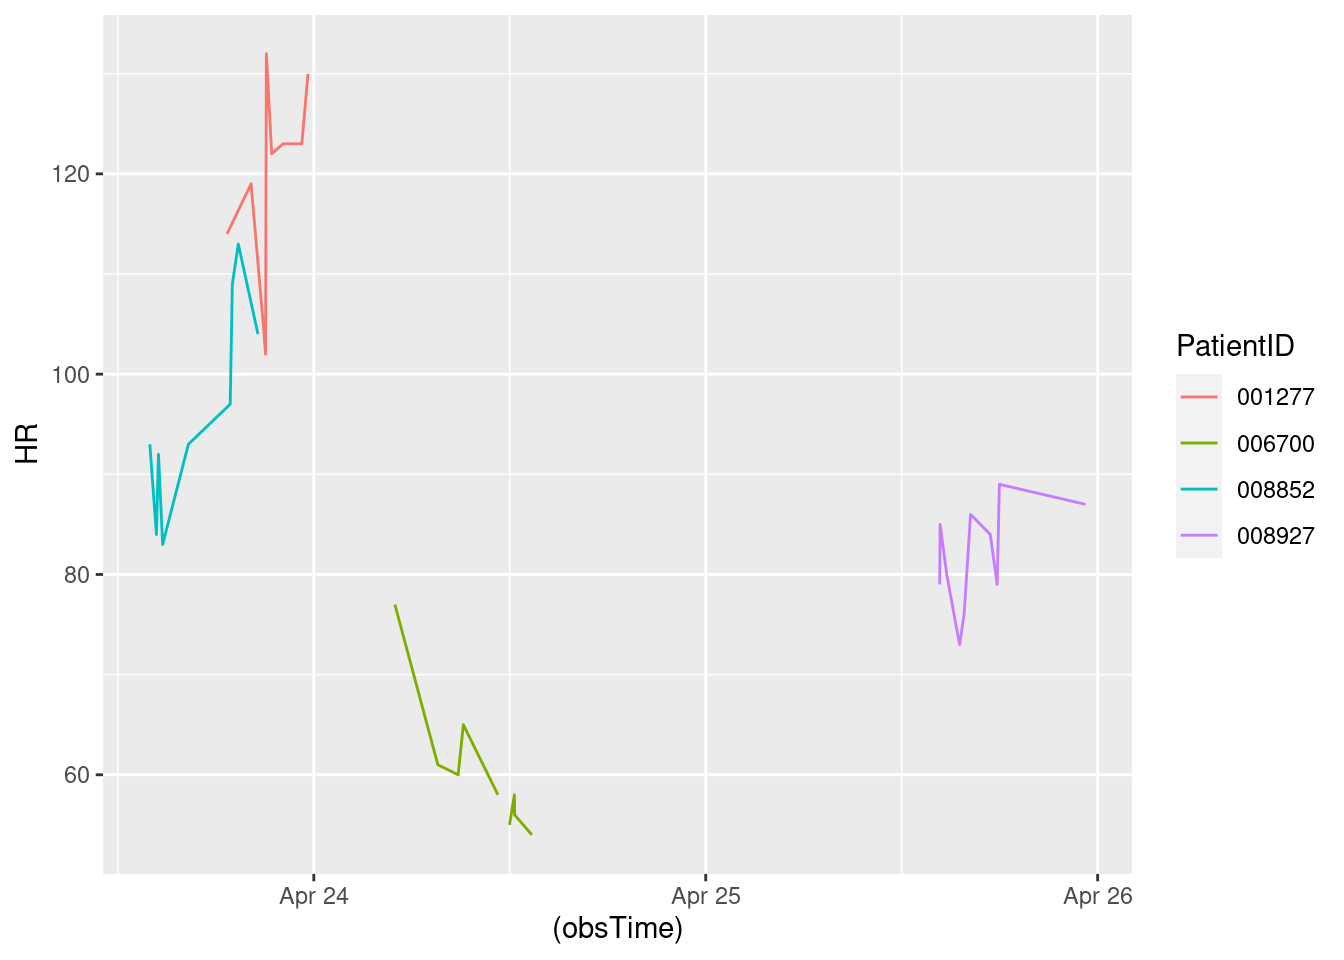 120
100
80
60
HR
Apr 24
Apr 25
Apr 26
(obsTime)
PatientID
001277
006700
008852
008927